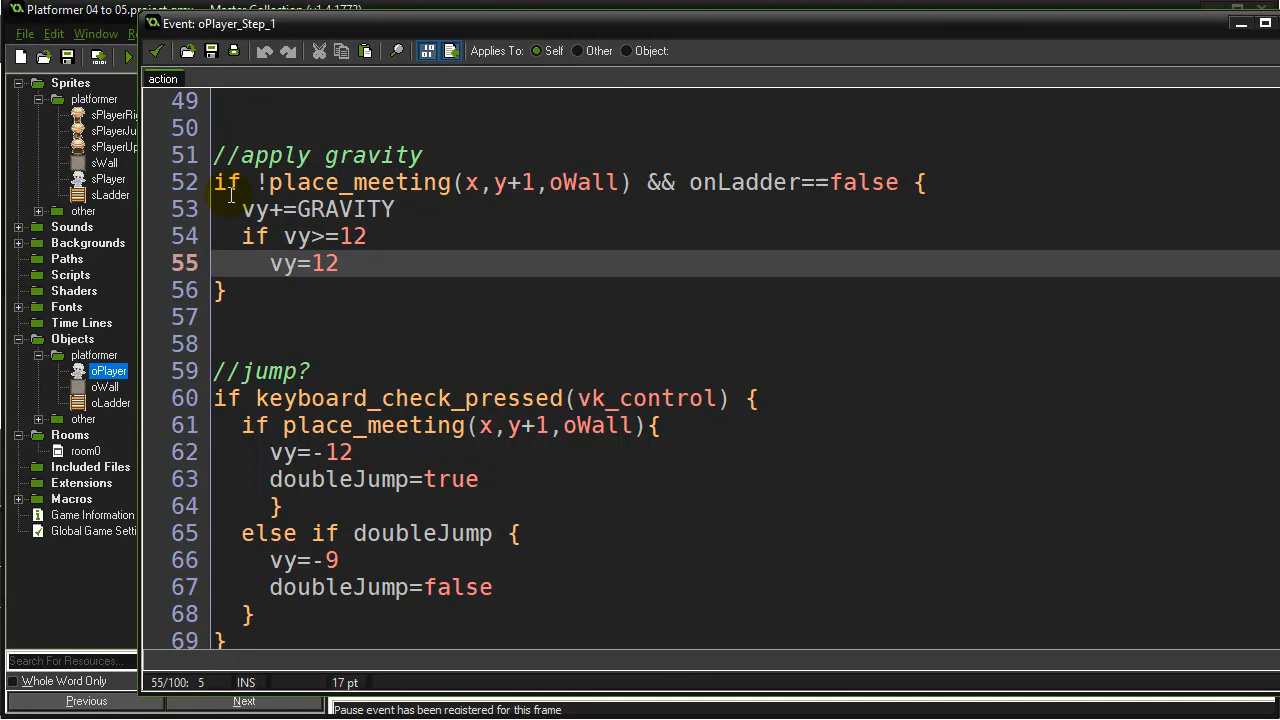 Platformer 04 to 05.project.gmx
Event: oPlayer_Step_1
File Edit Window
Applies To: Self Other Object:
action
Sprites
platformer
sPlayerRi
sPlayerJu
sPlayerUp
sWall
sPlayer
sLadder
other
Sounds
Backgrounds
Paths
Scripts
Shaders
Fonts
Time Lines
Objects
platformer
oPlayer
oWall
oLadder
other
Rooms
room0
Included Files
Extensions
Macros
Game Information
Global Game Setti
Search For Resources...
Whole Word Only
Previous Next
49
50
51 //apply gravity
52 if !place_meeting(x,y+1,oWall) && onLadder==false {
53 vy+=GRAVITY
54 if vy>=12
55 vy=12
56 }
57
58
59 //jump?
60 if keyboard_check_pressed(vk_control) {
61 if place_meeting(x,y+1,oWall){
62 vy=-12
63 doubleJump=true
64 }
65 else if doubleJump {
66 vy=-9
67 doubleJump=false
68 }
69 }
55/100: 5 INS 17 pt
Pause event has been registered for this frame